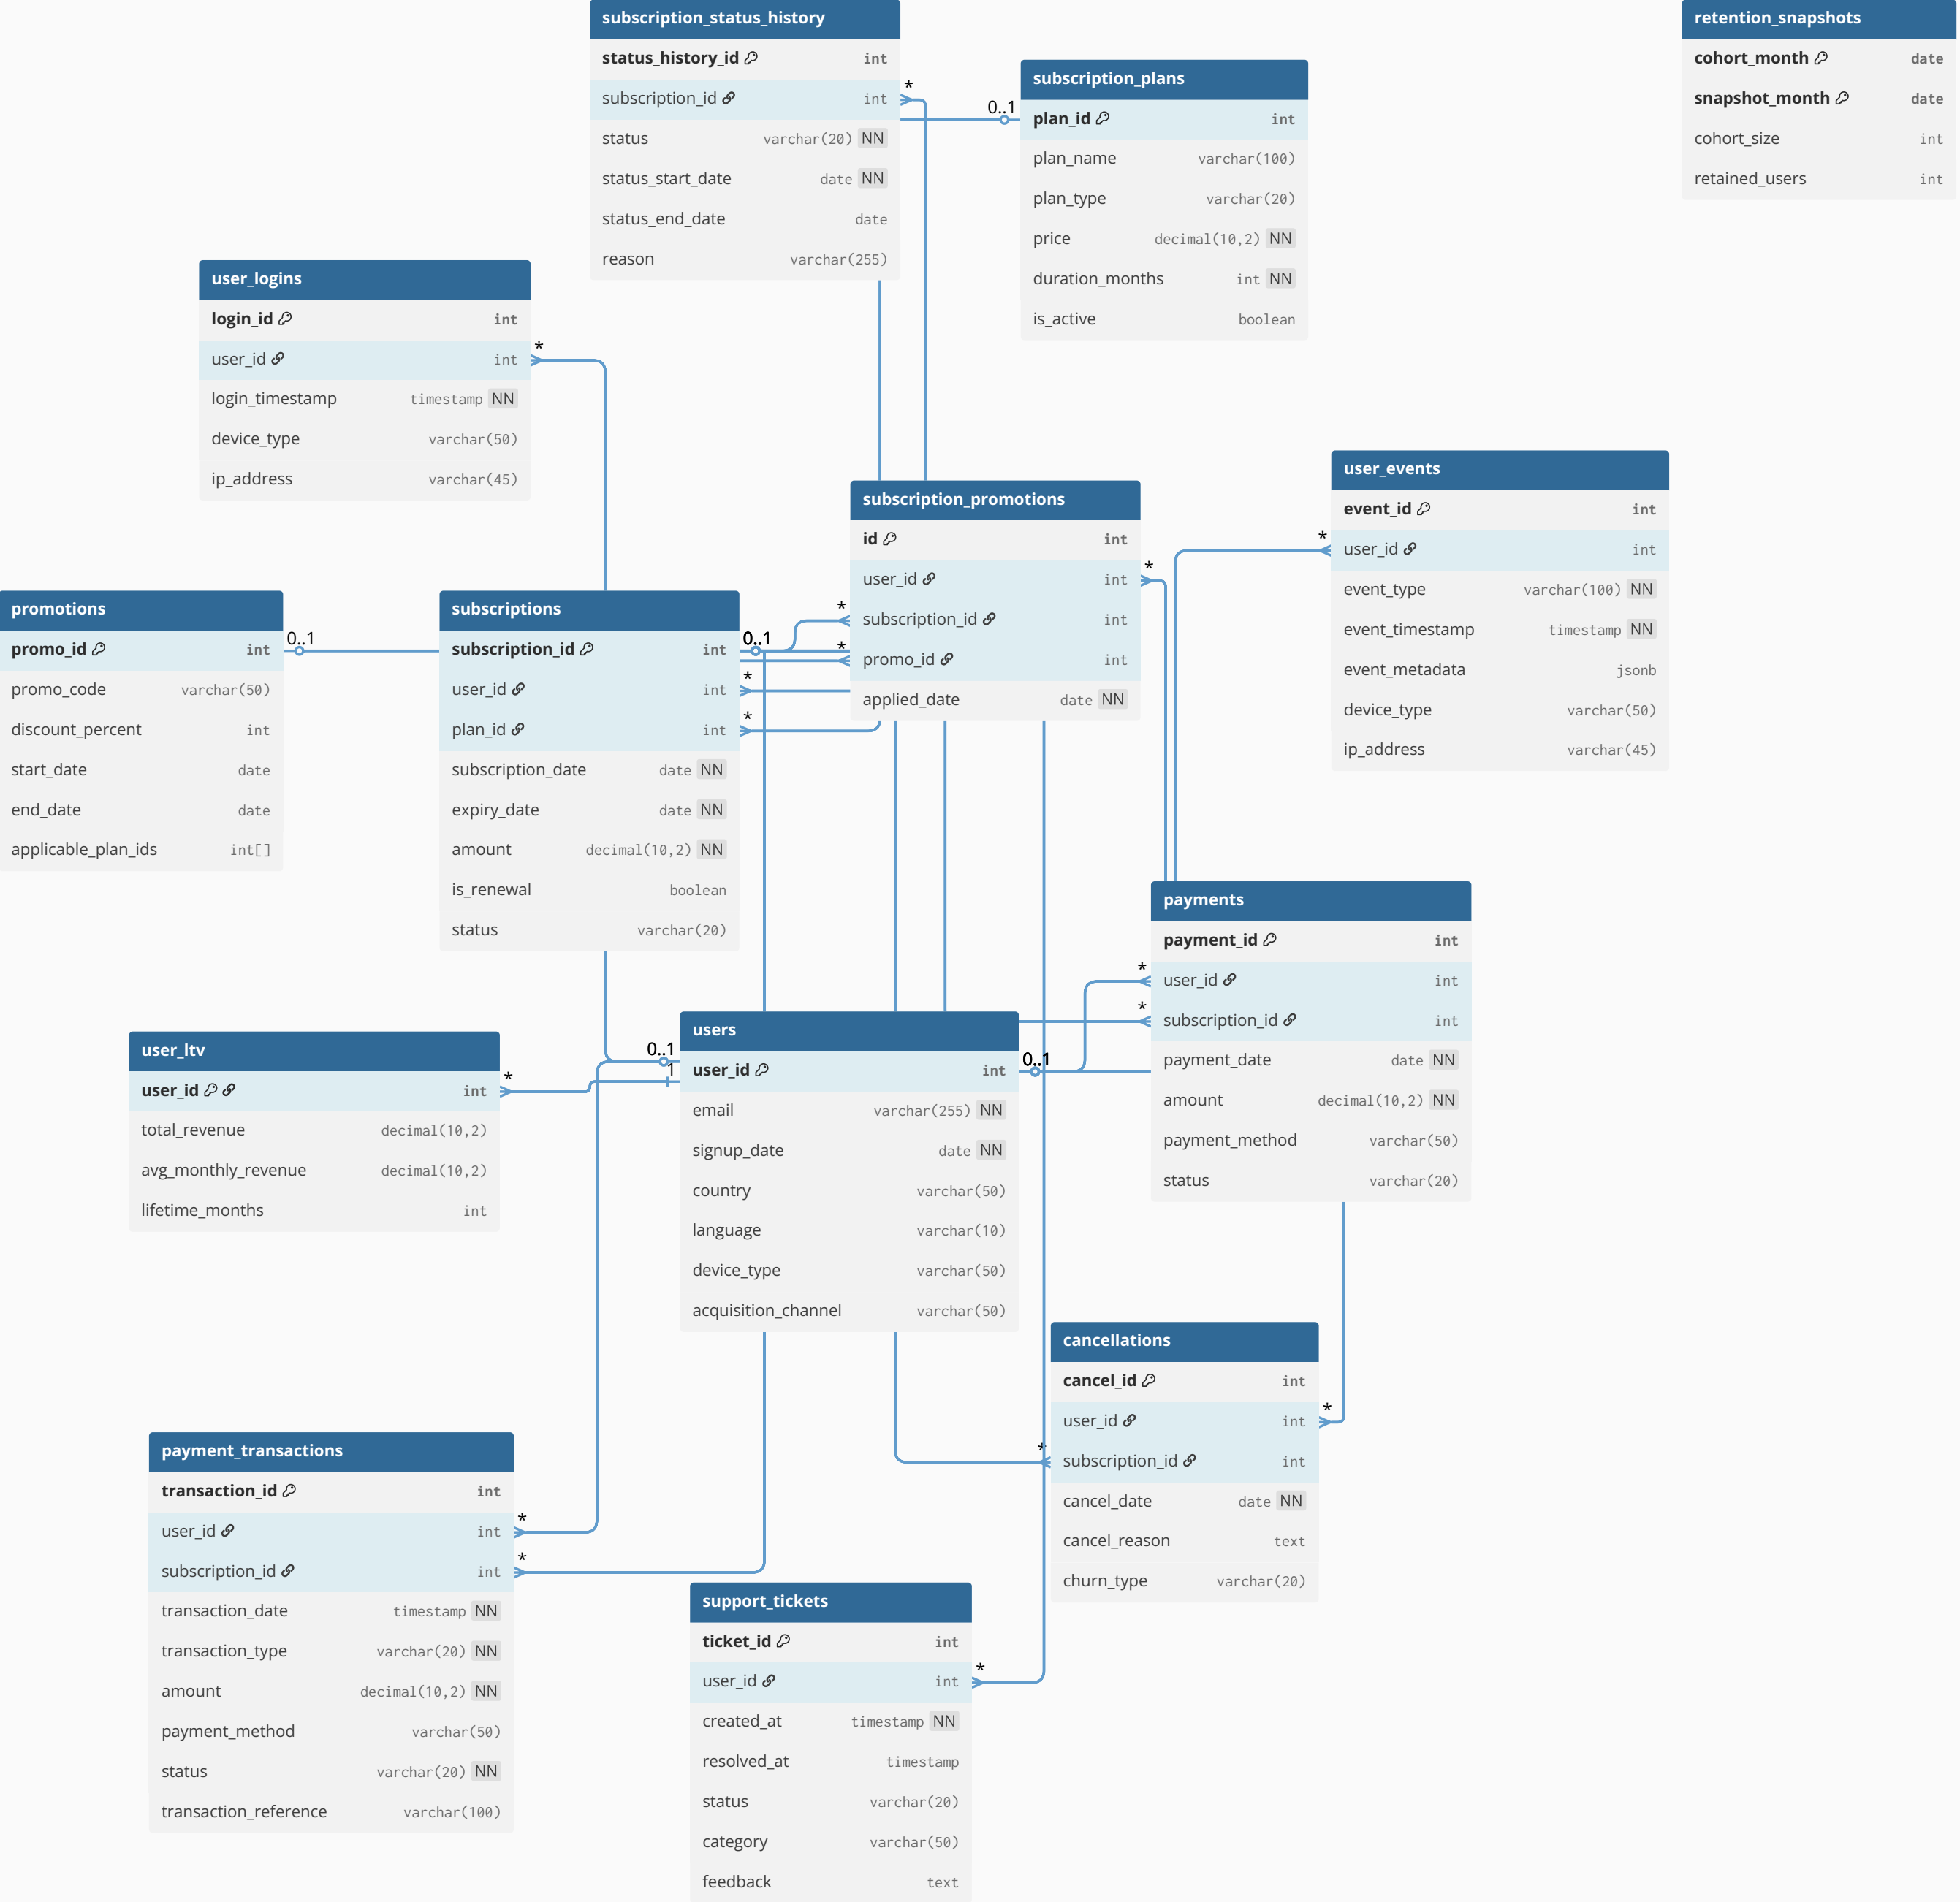 subscription_status_history
status_history_id int
subscription_id int
status varchar(20) NN
status_start_date date NN
status_end_date date
reason varchar(255)
*
0..1
subscription_plans
plan_id int
plan_name varchar(100)
plan_type varchar(20)
price decimal(10,2) NN
duration_months int NN
is_active boolean
retention_snapshots
cohort_month date
snapshot_month date
cohort_size int
retained_users int
user_logins
login_id int
user_id int
login_timestamp timestamp NN
device_type varchar(50)
ip_address varchar(45)
*
subscription_promotions
id int
user_id int
subscription_id int
promo_id int
applied_date date NN
*
*
*
user_events
event_id int
user_id int
event_type varchar(100) NN
event_timestamp timestamp NN
event_metadata jsonb
device_type varchar(50)
ip_address varchar(45)
*
promotions
promo_id int
promo_code varchar(50)
discount_percent int
start_date date
end_date date
applicable_plan_ids int[]
0..1
subscriptions
subscription_id int
user_id int
plan_id int
subscription_date date NN
expiry_date date NN
amount decimal(10,2) NN
is_renewal boolean
status varchar(20)
0..1
*
*
payments
payment_id int
user_id int
subscription_id int
payment_date date NN
amount decimal(10,2) NN
payment_method varchar(50)
status varchar(20)
*
*
user_ltv
user_id int
total_revenue decimal(10,2)
avg_monthly_revenue decimal(10,2)
lifetime_months int
*
users
user_id int
email varchar(255) NN
signup_date date NN
country varchar(50)
language varchar(10)
device_type varchar(50)
acquisition_channel varchar(50)
0..1
1
0..1
cancellations
cancel_id int
user_id int
subscription_id int
cancel_date date NN
cancel_reason text
churn_type varchar(20)
*
*
payment_transactions
transaction_id int
user_id int
subscription_id int
transaction_date timestamp NN
transaction_type varchar(20) NN
amount decimal(10,2) NN
payment_method varchar(50)
status varchar(20) NN
transaction_reference varchar(100)
*
*
support_tickets
ticket_id int
user_id int
created_at timestamp NN
resolved_at timestamp
status varchar(20)
category varchar(50)
feedback text
*